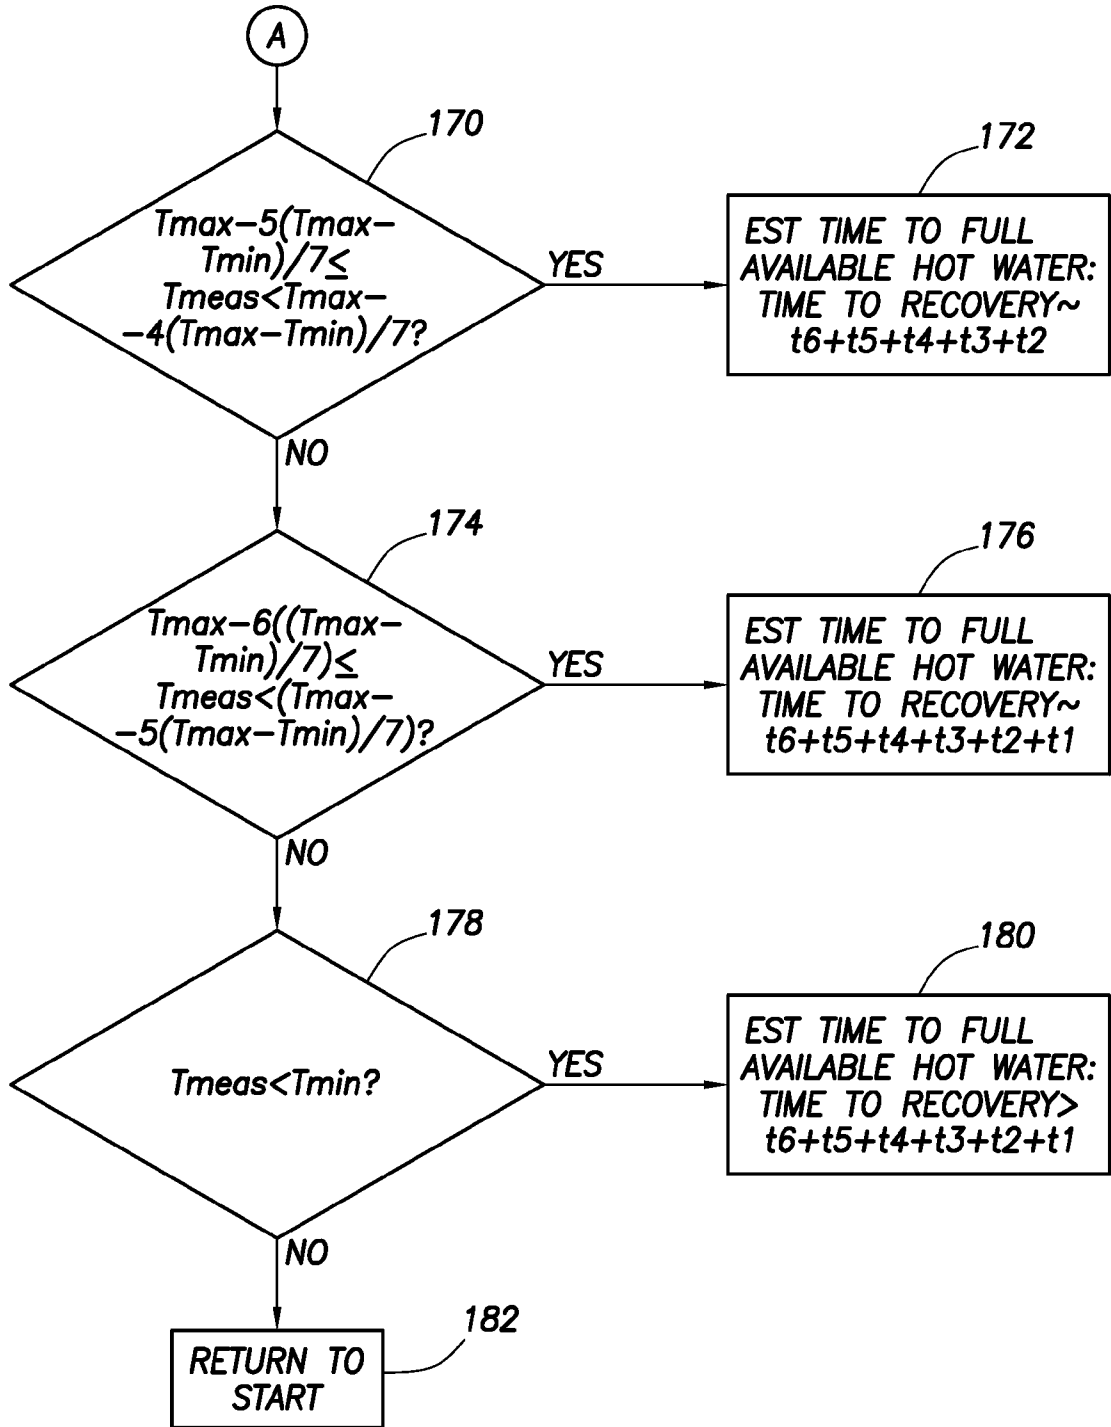 A
170
Tmax–5(Tmax–
Tmin)/7≤
Tmeas<Tmax–
–4(Tmax–Tmin)/7?
YES
172
EST TIME TO FULL
AVAILABLE HOT WATER:
TIME TO RECOVERY~
t6+t5+t4+t3+t2
NO
174
Tmax–6((Tmax–
Tmin)/7)≤
Tmeas<(Tmax–
–5(Tmax–Tmin)/7)?
YES
176
EST TIME TO FULL
AVAILABLE HOT WATER:
TIME TO RECOVERY~
t6+t5+t4+t3+t2+t1
NO
178
Tmeas<Tmin?
YES
180
EST TIME TO FULL
AVAILABLE HOT WATER:
TIME TO RECOVERY>
t6+t5+t4+t3+t2+t1
NO
182
RETURN TO
START